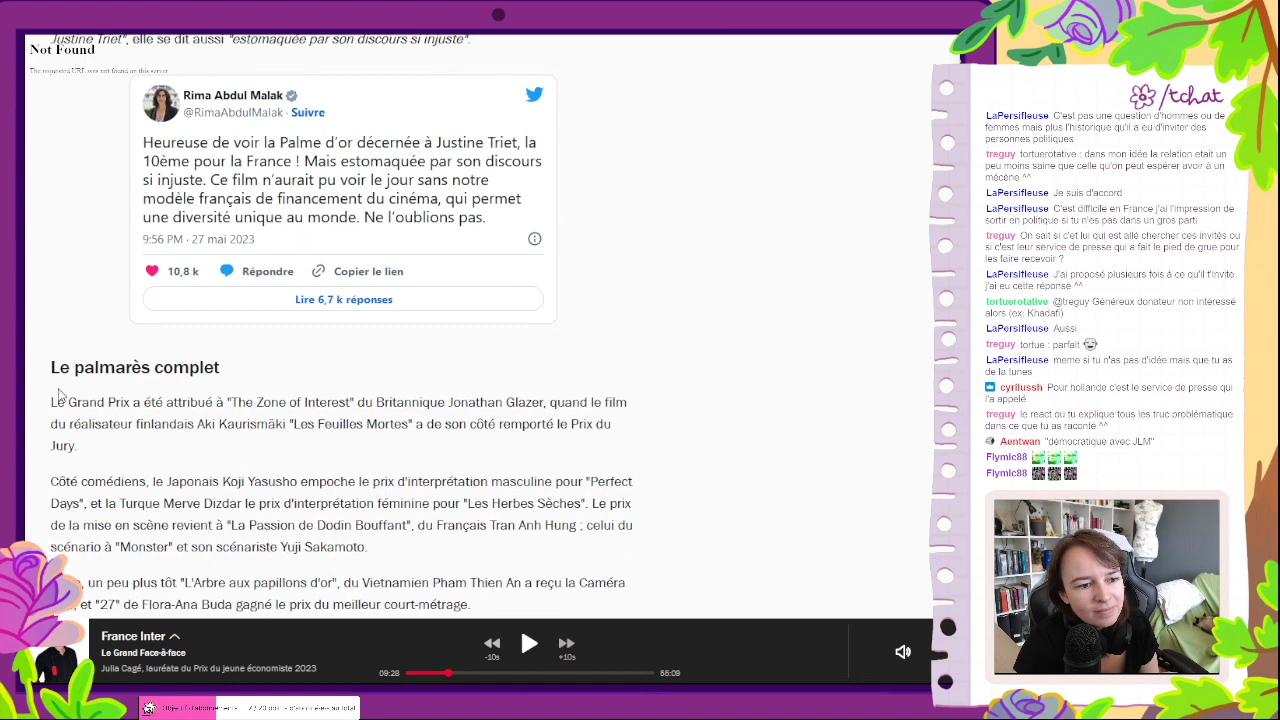 Justine Triet", elle se dit aussi "estomaquée par son discours si injuste".
Not Found
The requested URL was not found on this server.
Rima Abdul Malak
@RimaAbdulMalak · Suivre
Heureuse de voir la Palme d'or décernée à Justine Triet, la
10ème pour la France ! Mais estomaquée par son discours
si injuste. Ce film n'aurait pu voir le jour sans notre
modèle français de financement du cinéma, qui permet
une diversité unique au monde. Ne l'oublions pas.
9:56 PM · 27 mai 2023
10,8 k Répondre Copier le lien
Lire 6,7 k réponses
Le palmarès complet
Le Grand Prix a été attribué à "The Zone of Interest" du Britannique Jonathan Glazer, quand le film
du réalisateur finlandais Aki Kaurismäki "Les Feuilles Mortes" a de son côté remporté le Prix du
Jury.
Côté comédiens, le Japonais Koji Yasusho emporte le prix d'interprétation masculine pour "Perfect
Days", et la Turque Merve Dizdar le prix d'interprétation féminine pour "Les Herbes Sèches". Le prix
de la mise en scène revient à "La Passion de Dodin Bouffant", du Français Tran Anh Hung ; celui du
scénario à "Monster" et son scénariste Yuji Sakamoto.
, un peu plus tôt "L'Arbre aux papillons d'or", du Vietnamien Pham Thien An a reçu la Caméra
et "27" de Flora-Ana Buda gagné le prix du meilleur court-métrage.
France Inter
Le Grand Face-à-face
Julia Cagé, lauréate du Prix du jeune économiste 2023
-10s
+10s
09:28
55:09
/tchat
LaPersifleuse C'est pas une question d'hommes ou de
femmes mais plus l'historique qu'il a eu d'inviter des
personnes politiques
treguy tortuerotative : dans mon idée la relation etait un
peu moins saine que celle qu'on peut espérer avoir à un
mécène ^^
LaPersifleuse Je suis d'accord
LaPersifleuse C'est difficile en France j'ai l'impression de
sortir en politique si tu n'es pas dans un gros parti
treguy On sait si c'et lui qui est allé chercher ces invités ou
si c'est leur service de presse qui a fait le pied de grue pour
les faire recevoir ?
LaPersifleuse J'ai proposé plusieurs fois à ce qu'il t'invite
j'ai eu cette réponse ^^
tortuerotative @treguy Généreux donateur non intéressé
alors (ex: Khadafi)
LaPersifleuse Aussi
treguy tortue : parfait
LaPersifleuse meme si tu n'as pas d'idée mais que tu as
de la tunes
cyrilussh Pour hollande c'est le service de presse qui
l'a appelé
treguy le react ou tu explique tous les truc problématique
dans ce que tu as raconté ^^
Aentwan "démocratique avec JLM"
Flymic88
Flymic88